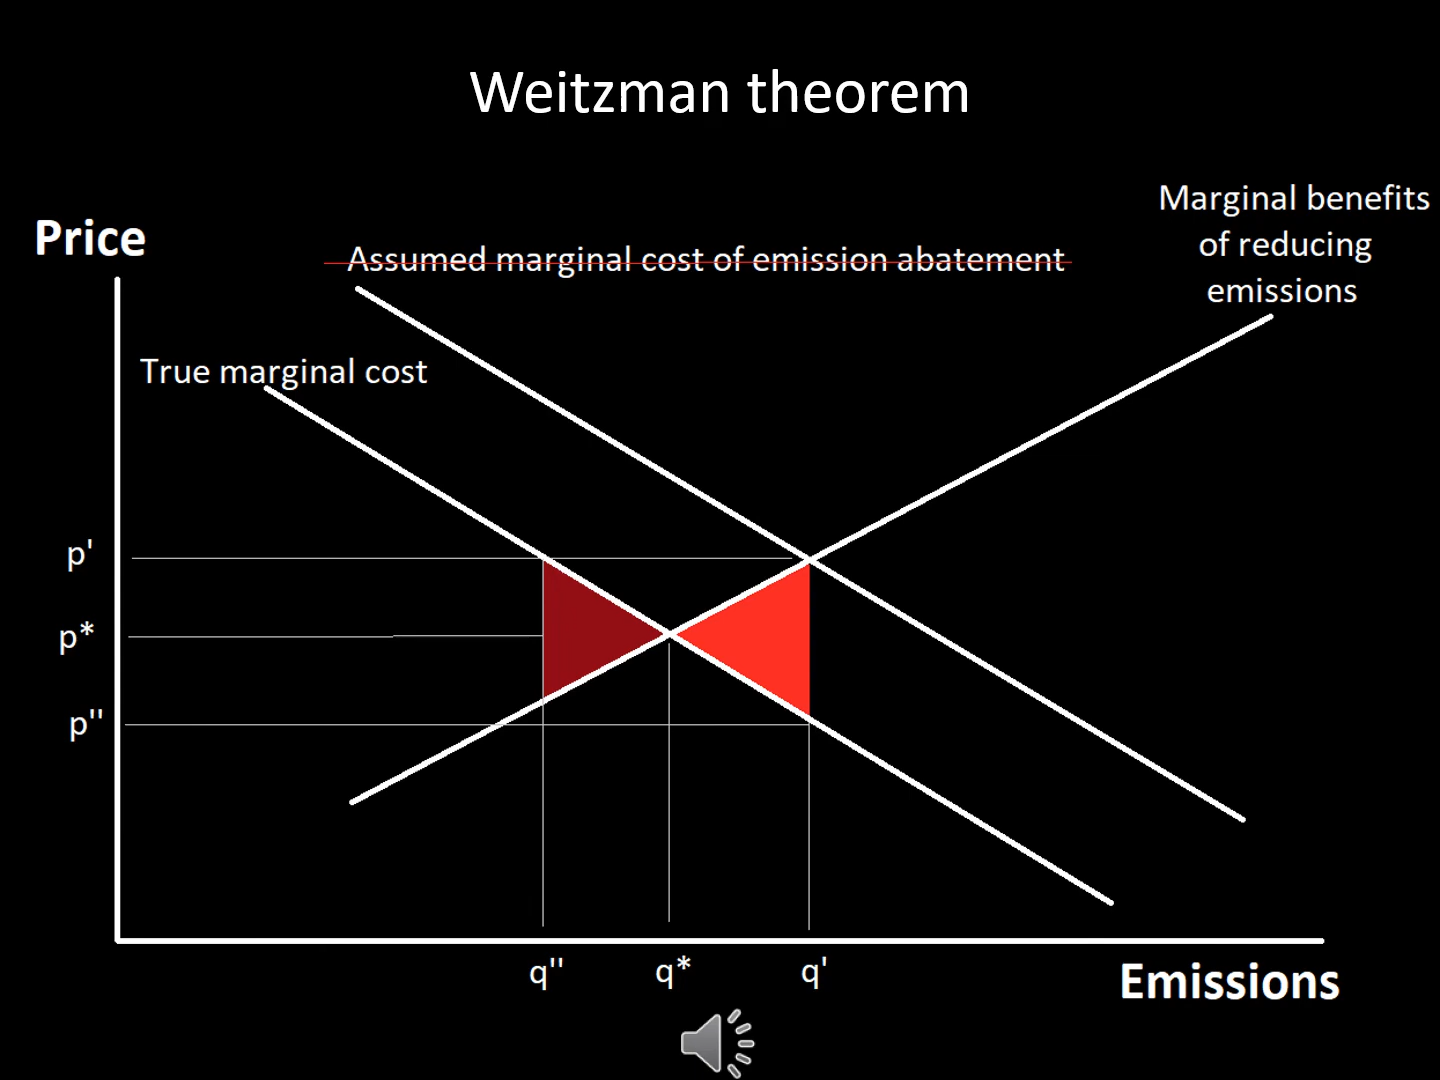 Weitzman theorem
Marginal benefits
of reducing
emissions
Price
Assumed marginal cost of emission abatement
True marginal cost
p'
p*
p''
q''
q*
q'
Emissions